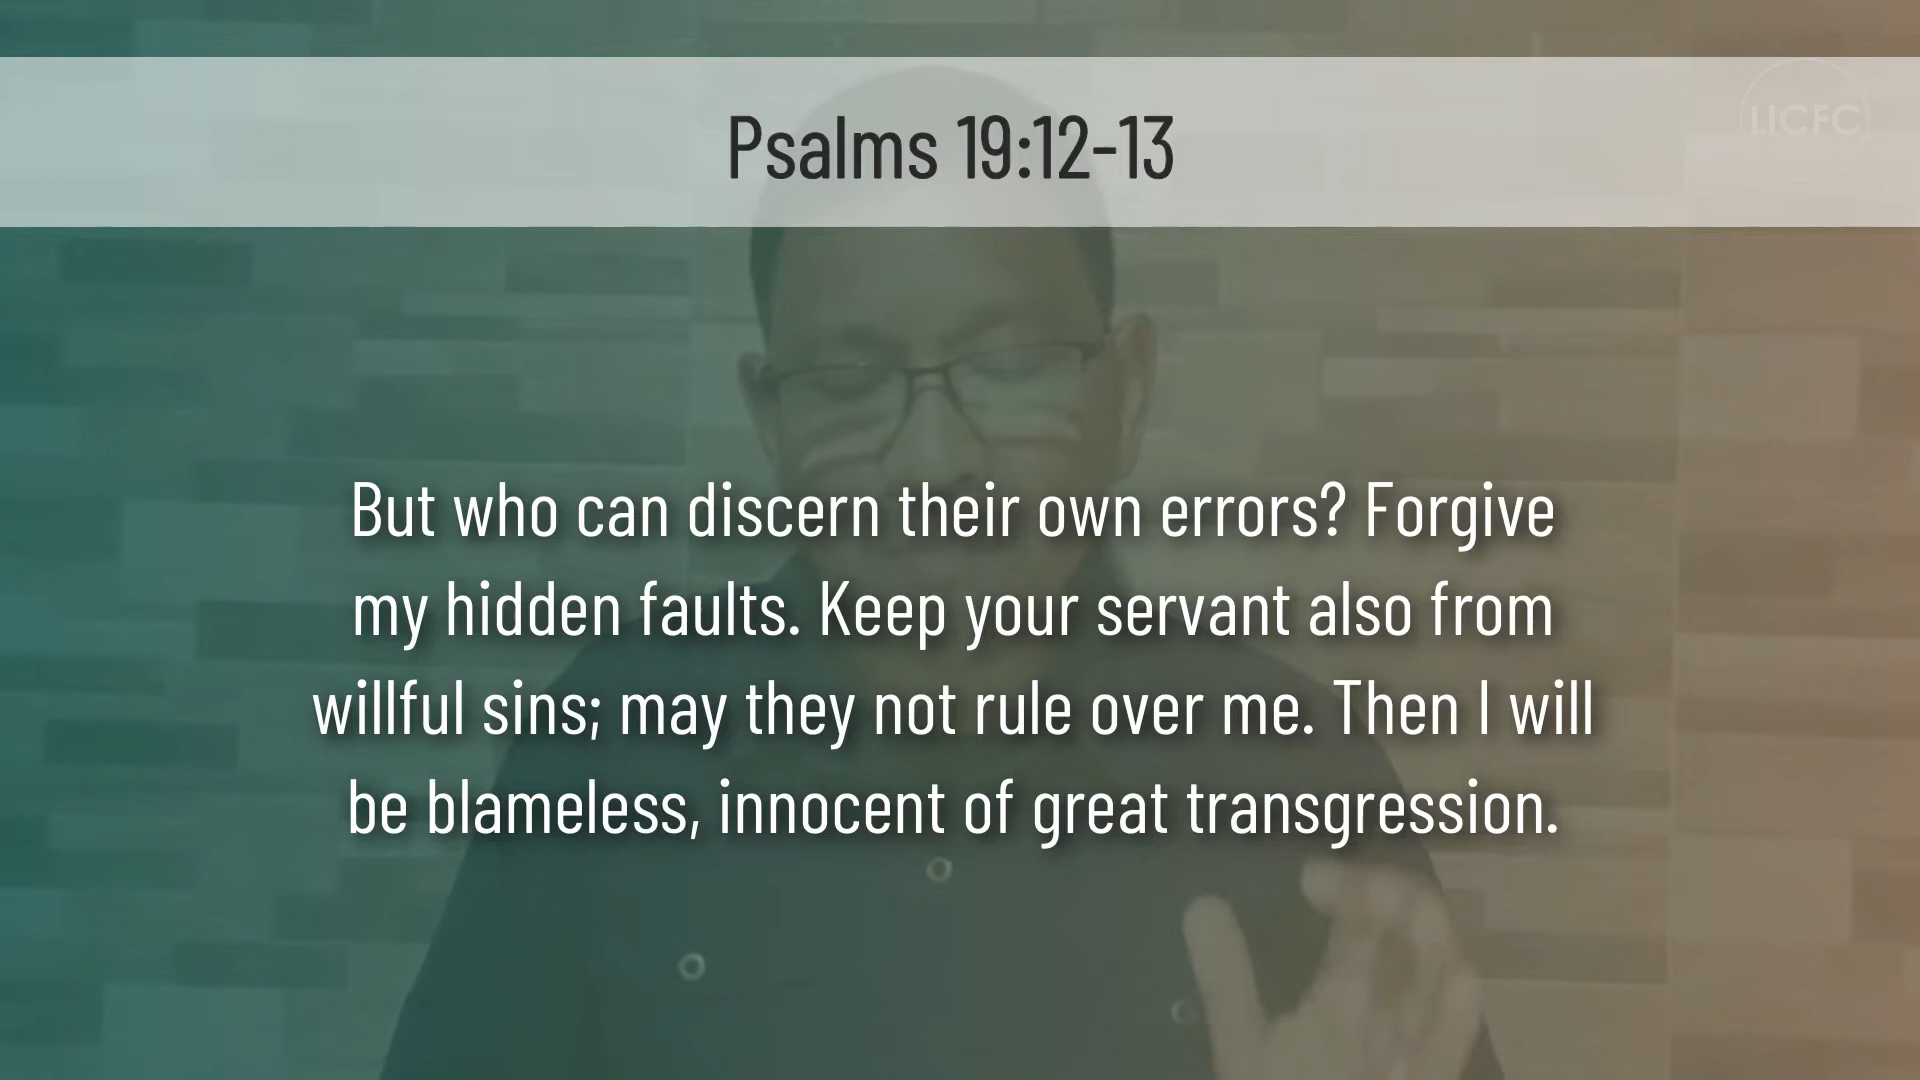 LICFC
Psalms 19:12-13
But who can discern their own errors? Forgive
my hidden faults. Keep your servant also from
willful sins; may they not rule over me. Then I will
be blameless, innocent of great transgression.